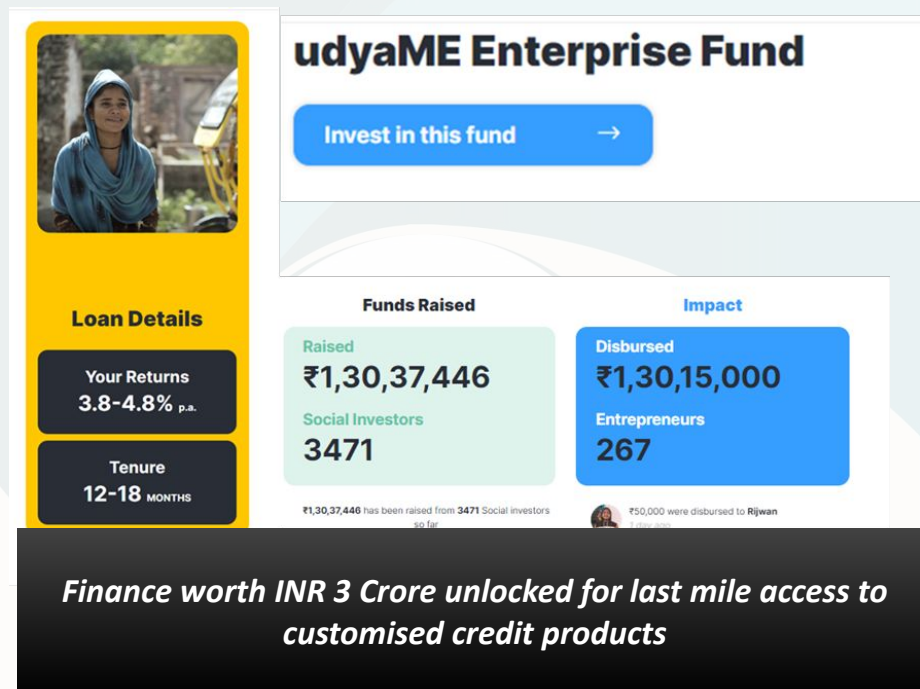 udyaME Enterprise Fund
Invest in this fund →
Loan Details
Your Returns
3.8-4.8% p.a.
Tenure
12-18 MONTHS
Funds Raised
Raised
₹1,30,37,446
Social Investors
3471
₹1,30,37,446 has been raised from 3471 Social investors
so far
Impact
Disbursed
₹1,30,15,000
Entrepreneurs
267
₹50,000 were disbursed to Rijwan
1 day ago
Finance worth INR 3 Crore unlocked for last mile access to
customised credit products